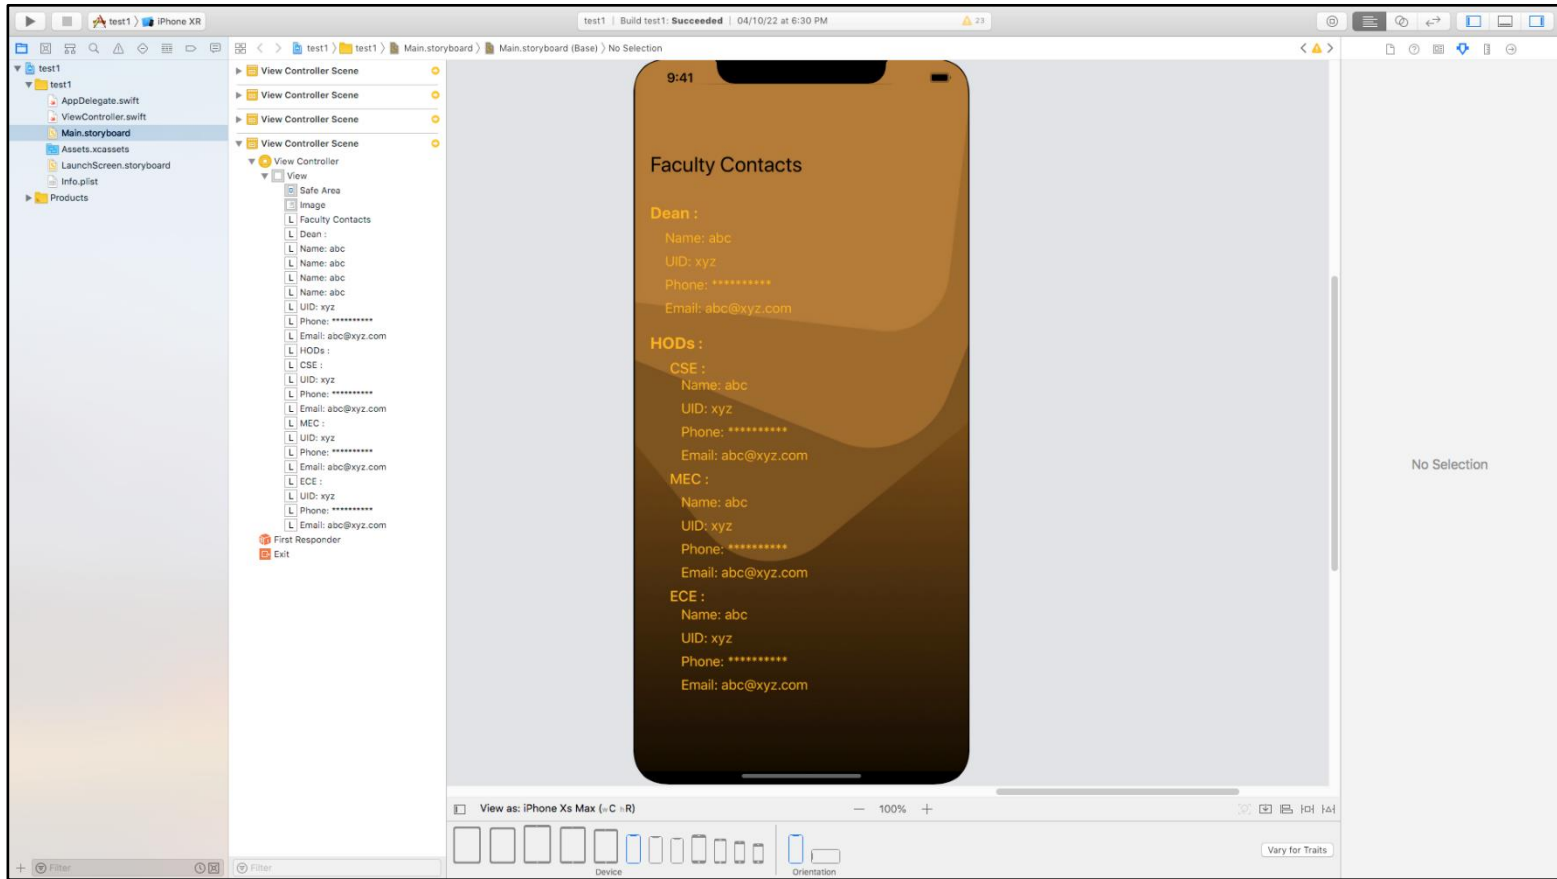 test1 iPhone XR
test1 | Build test1: Succeeded | 04/10/22 at 6:30 PM
23
test1
test1
AppDelegate.swift
ViewController.swift
Main.storyboard
Assets.xcassets
LaunchScreen.storyboard
Info.plist
Products
Filter
test1 test1 Main.storyboard Main.storyboard (Base) No Selection
View Controller Scene
View Controller Scene
View Controller Scene
View Controller Scene
View Controller
View
Safe Area
Image
L Faculty Contacts
L Dean :
L Name: abc
L Name: abc
L Name: abc
L Name: abc
L UID: xyz
L Phone: **********
L Email: abc@xyz.com
L HODs :
L CSE :
L UID: xyz
L Phone: **********
L Email: abc@xyz.com
L MEC :
L UID: xyz
L Phone: **********
L Email: abc@xyz.com
L ECE :
L UID: xyz
L Phone: **********
L Email: abc@xyz.com
First Responder
Exit
Filter
9:41
Faculty Contacts
Dean :
Name: abc
UID: xyz
Phone: **********
Email: abc@xyz.com
HODs :
CSE :
Name: abc
UID: xyz
Phone: **********
Email: abc@xyz.com
MEC :
Name: abc
UID: xyz
Phone: **********
Email: abc@xyz.com
ECE :
Name: abc
UID: xyz
Phone: **********
Email: abc@xyz.com
View as: iPhone Xs Max (wC hR)
— 100% +
Device
Orientation
Vary for Traits
No Selection